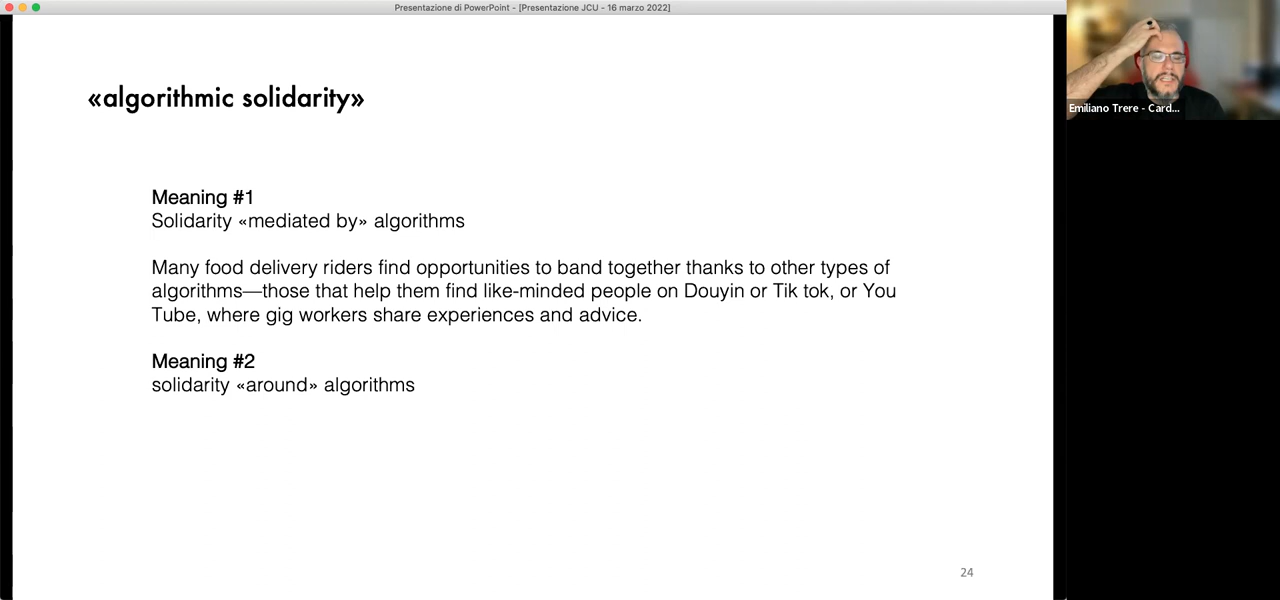 Presentazione di PowerPoint - [Presentazione JCU - 16 marzo 2022]
«algorithmic solidarity»
Meaning #1
Solidarity «mediated by» algorithms
Many food delivery riders find opportunities to band together thanks to other types of
algorithms—those that help them find like-minded people on Douyin or Tik tok, or You
Tube, where gig workers share experiences and advice.
Meaning #2
solidarity «around» algorithms
24
Emiliano Trere - Card...